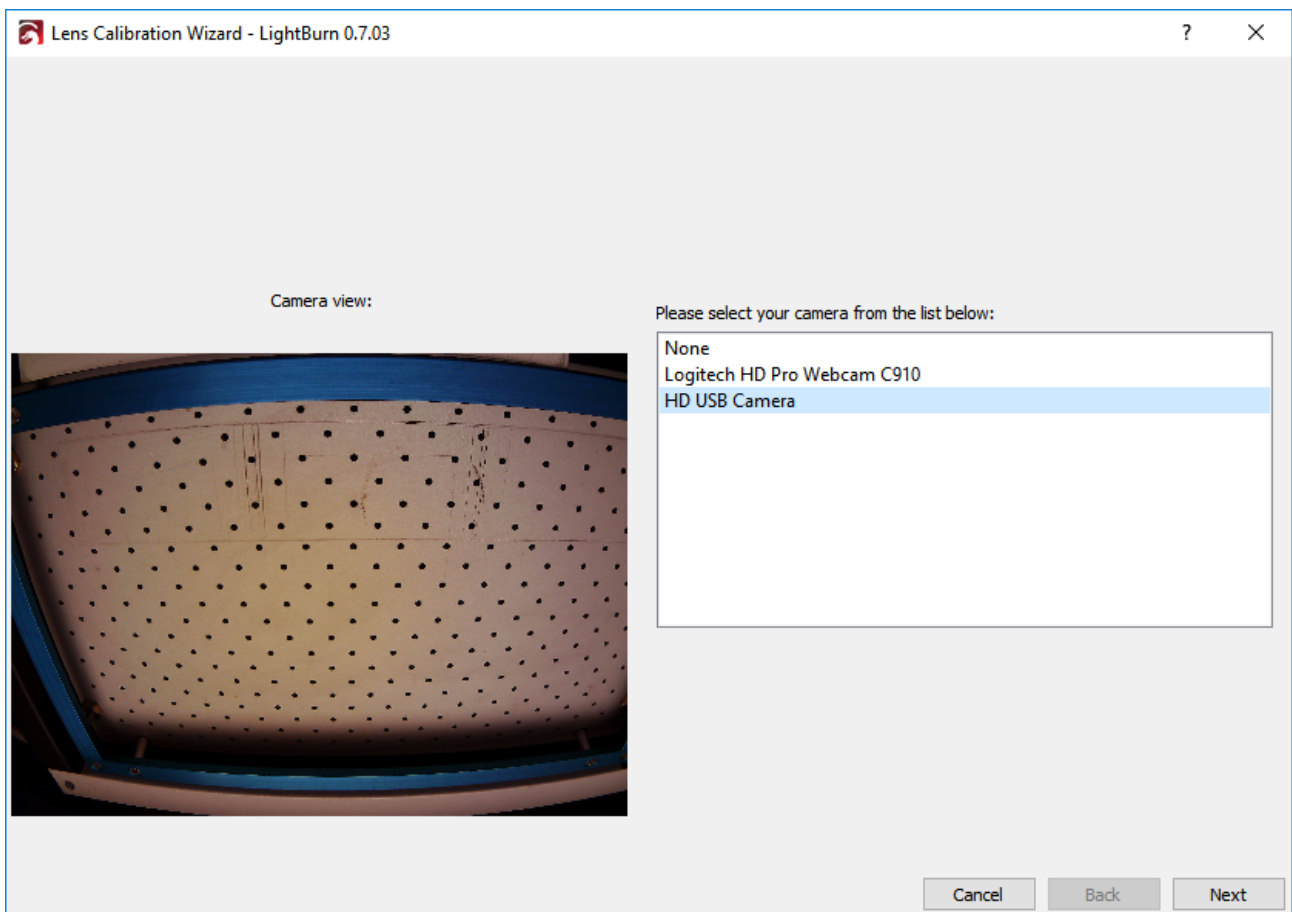 Lens Calibration Wizard - LightBurn 0.7.03
?
Camera view:
Please select your camera from the list below:
None
Logitech HD Pro Webcam C910
HD USB Camera
Cancel
Back
Next